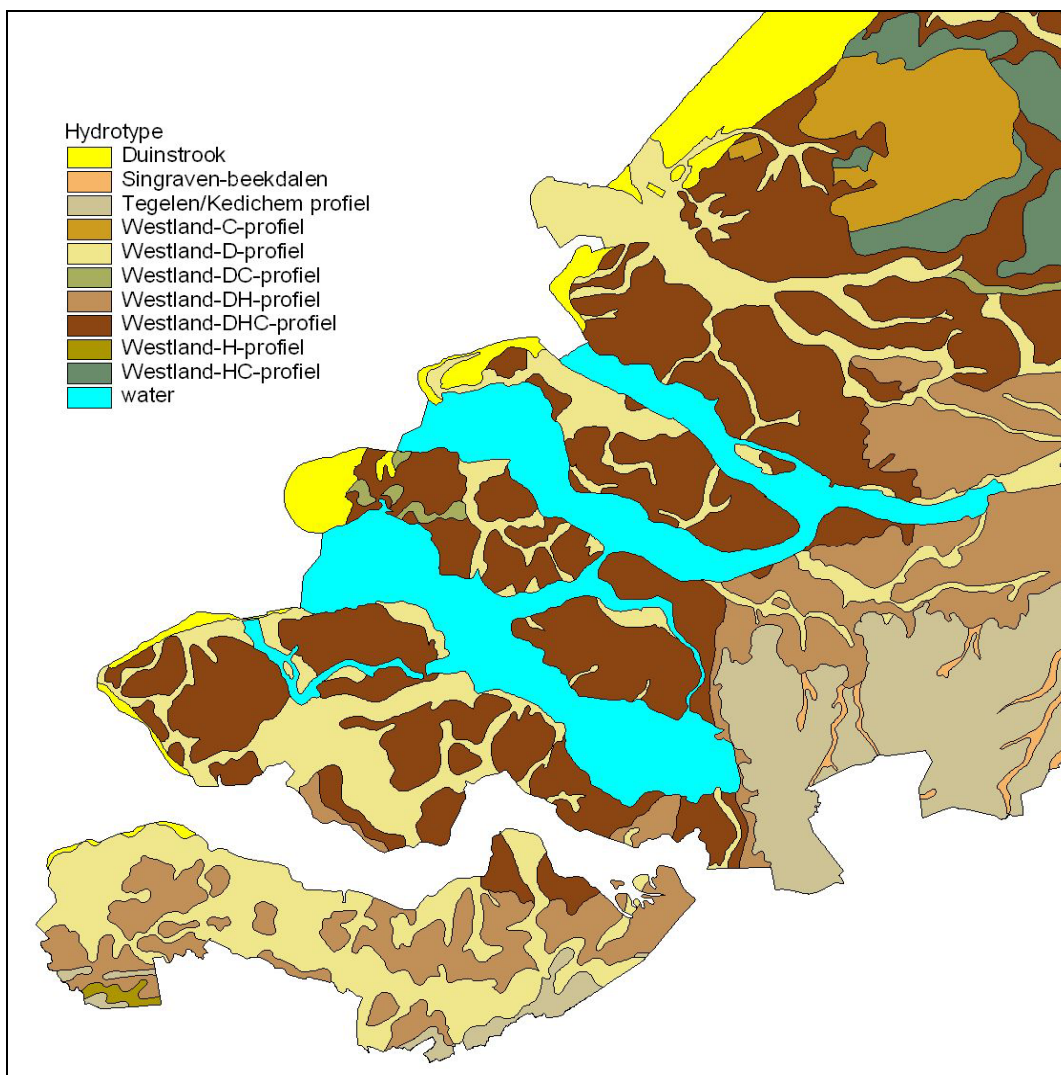 Hydrotype
Duinstrook
Singraven-beekdalen
Tegelen/Kedichem profiel
Westland-C-profiel
Westland-D-profiel
Westland-DC-profiel
Westland-DH-profiel
Westland-DHC-profiel
Westland-H-profiel
Westland-HC-profiel
water